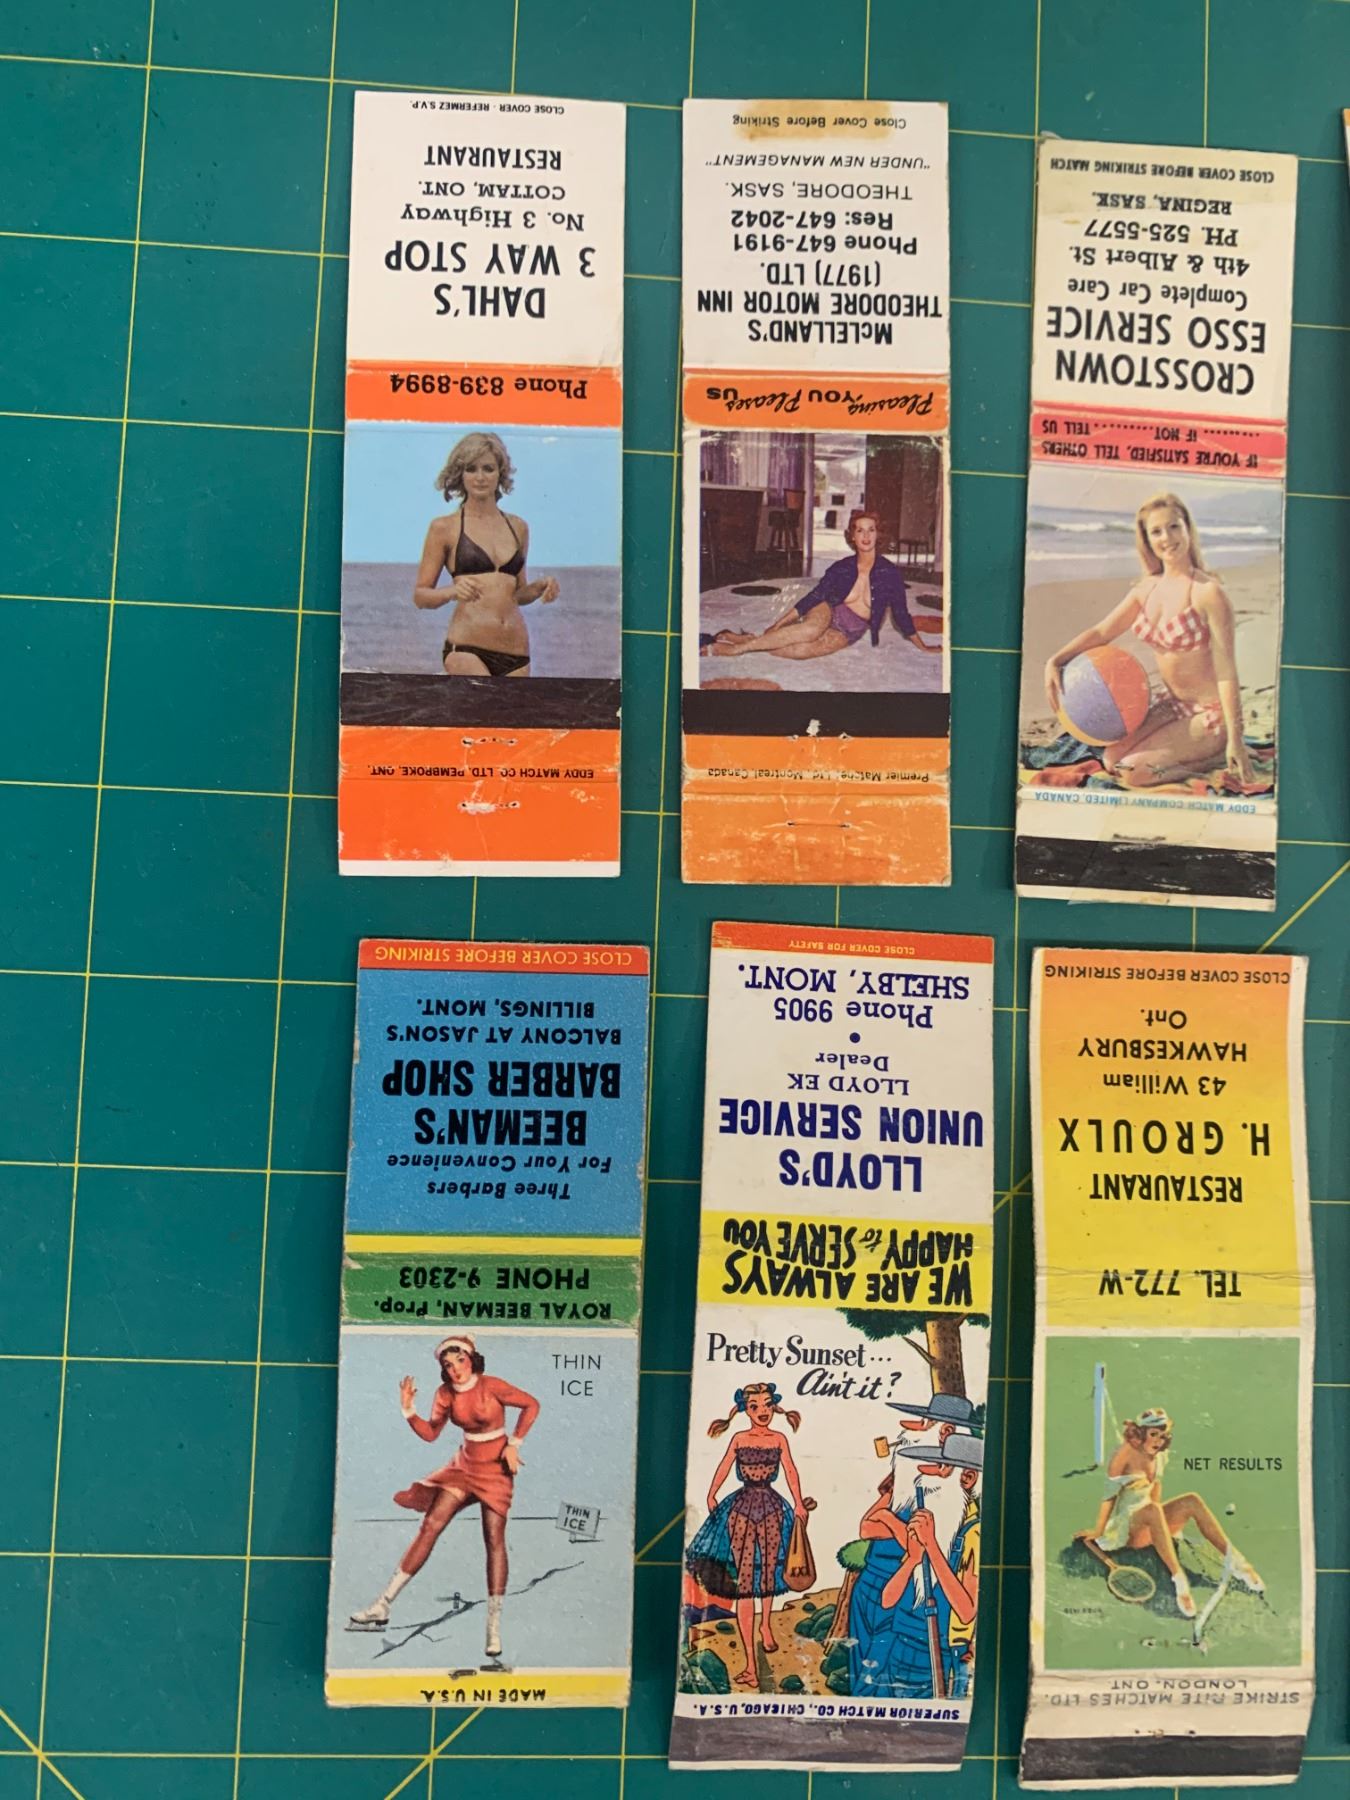 CLOSE COVER - REFERMEZ S.V.P.
RESTAURANT
COTTAM, ONT.
No. 3 Highway
3 WAY STOP
DAHL'S
Phone 839-8994
EDDY MATCH CO. LTD. PEMBROKE, ONT.
Close Cover Before Striking
"UNDER NEW MANAGEMENT"
THEODORE, SASK.
Res: 647-2042
Phone 647-9191
(1977) LTD.
THEODORE MOTOR INN
McLELLAND'S
Pleasing YOU Pleases US
Premier Matche Ltd., Montreal Canada
CLOSE COVER BEFORE STRIKING MATCH
REGINA, SASK.
PH. 525-5577
4th & Albert St.
Complete Car Care
ESSO SERVICE
CROSSTOWN
IF NOT.......... TELL US
IF YOU'RE SATISFIED, TELL OTHERS
EDDY MATCH COMPANY LIMITED, CANADA
CLOSE COVER BEFORE STRIKING
BILLINGS, MONT.
BALCONY AT JASON'S
BARBER SHOP
BEEMAN'S
For Your Convenience
Three Barbers
PHONE 9-2303
ROYAL BEEMAN, Prop.
THIN
ICE
THIN
ICE
MADE IN U.S.A.
CLOSE COVER FOR SAFETY
SHELBY, MONT.
Phone 9905
•
Dealer
LLOYD EK
UNION SERVICE
LLOYD'S
HAPPY to SERVE YOU
WE ARE ALWAYS
Pretty Sunset...
Ain't it?
XXX
SUPERIOR MATCH CO., CHICAGO, U.S.A.
CLOSE COVER BEFORE STRIKING
Ont.
HAWKESBURY
43 William
H. GROULX
RESTAURANT
TEL. 772-W
NET RESULTS
LONDON, ONT
STRIKE RITE MATCHES LTD.